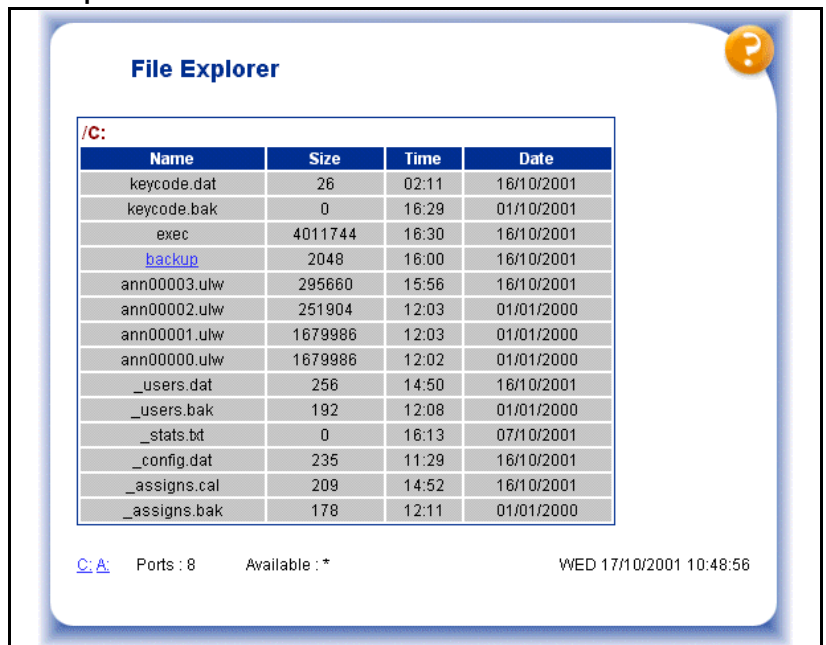 ?
File Explorer
/C:
Name Size Time Date
keycode.dat 26 02:11 16/10/2001
keycode.bak 0 16:29 01/10/2001
exec 4011744 16:30 16/10/2001
backup 2048 16:00 16/10/2001
ann00003.ulw 295660 15:56 16/10/2001
ann00002.ulw 251904 12:03 01/01/2000
ann00001.ulw 1679986 12:03 01/01/2000
ann00000.ulw 1679986 12:02 01/01/2000
_users.dat 256 14:50 16/10/2001
_users.bak 192 12:08 01/01/2000
_stats.txt 0 16:13 07/10/2001
_config.dat 235 11:29 16/10/2001
_assigns.cal 209 14:52 16/10/2001
_assigns.bak 178 12:11 01/01/2000
C: A: Ports : 8 Available : * WED 17/10/2001 10:48:56